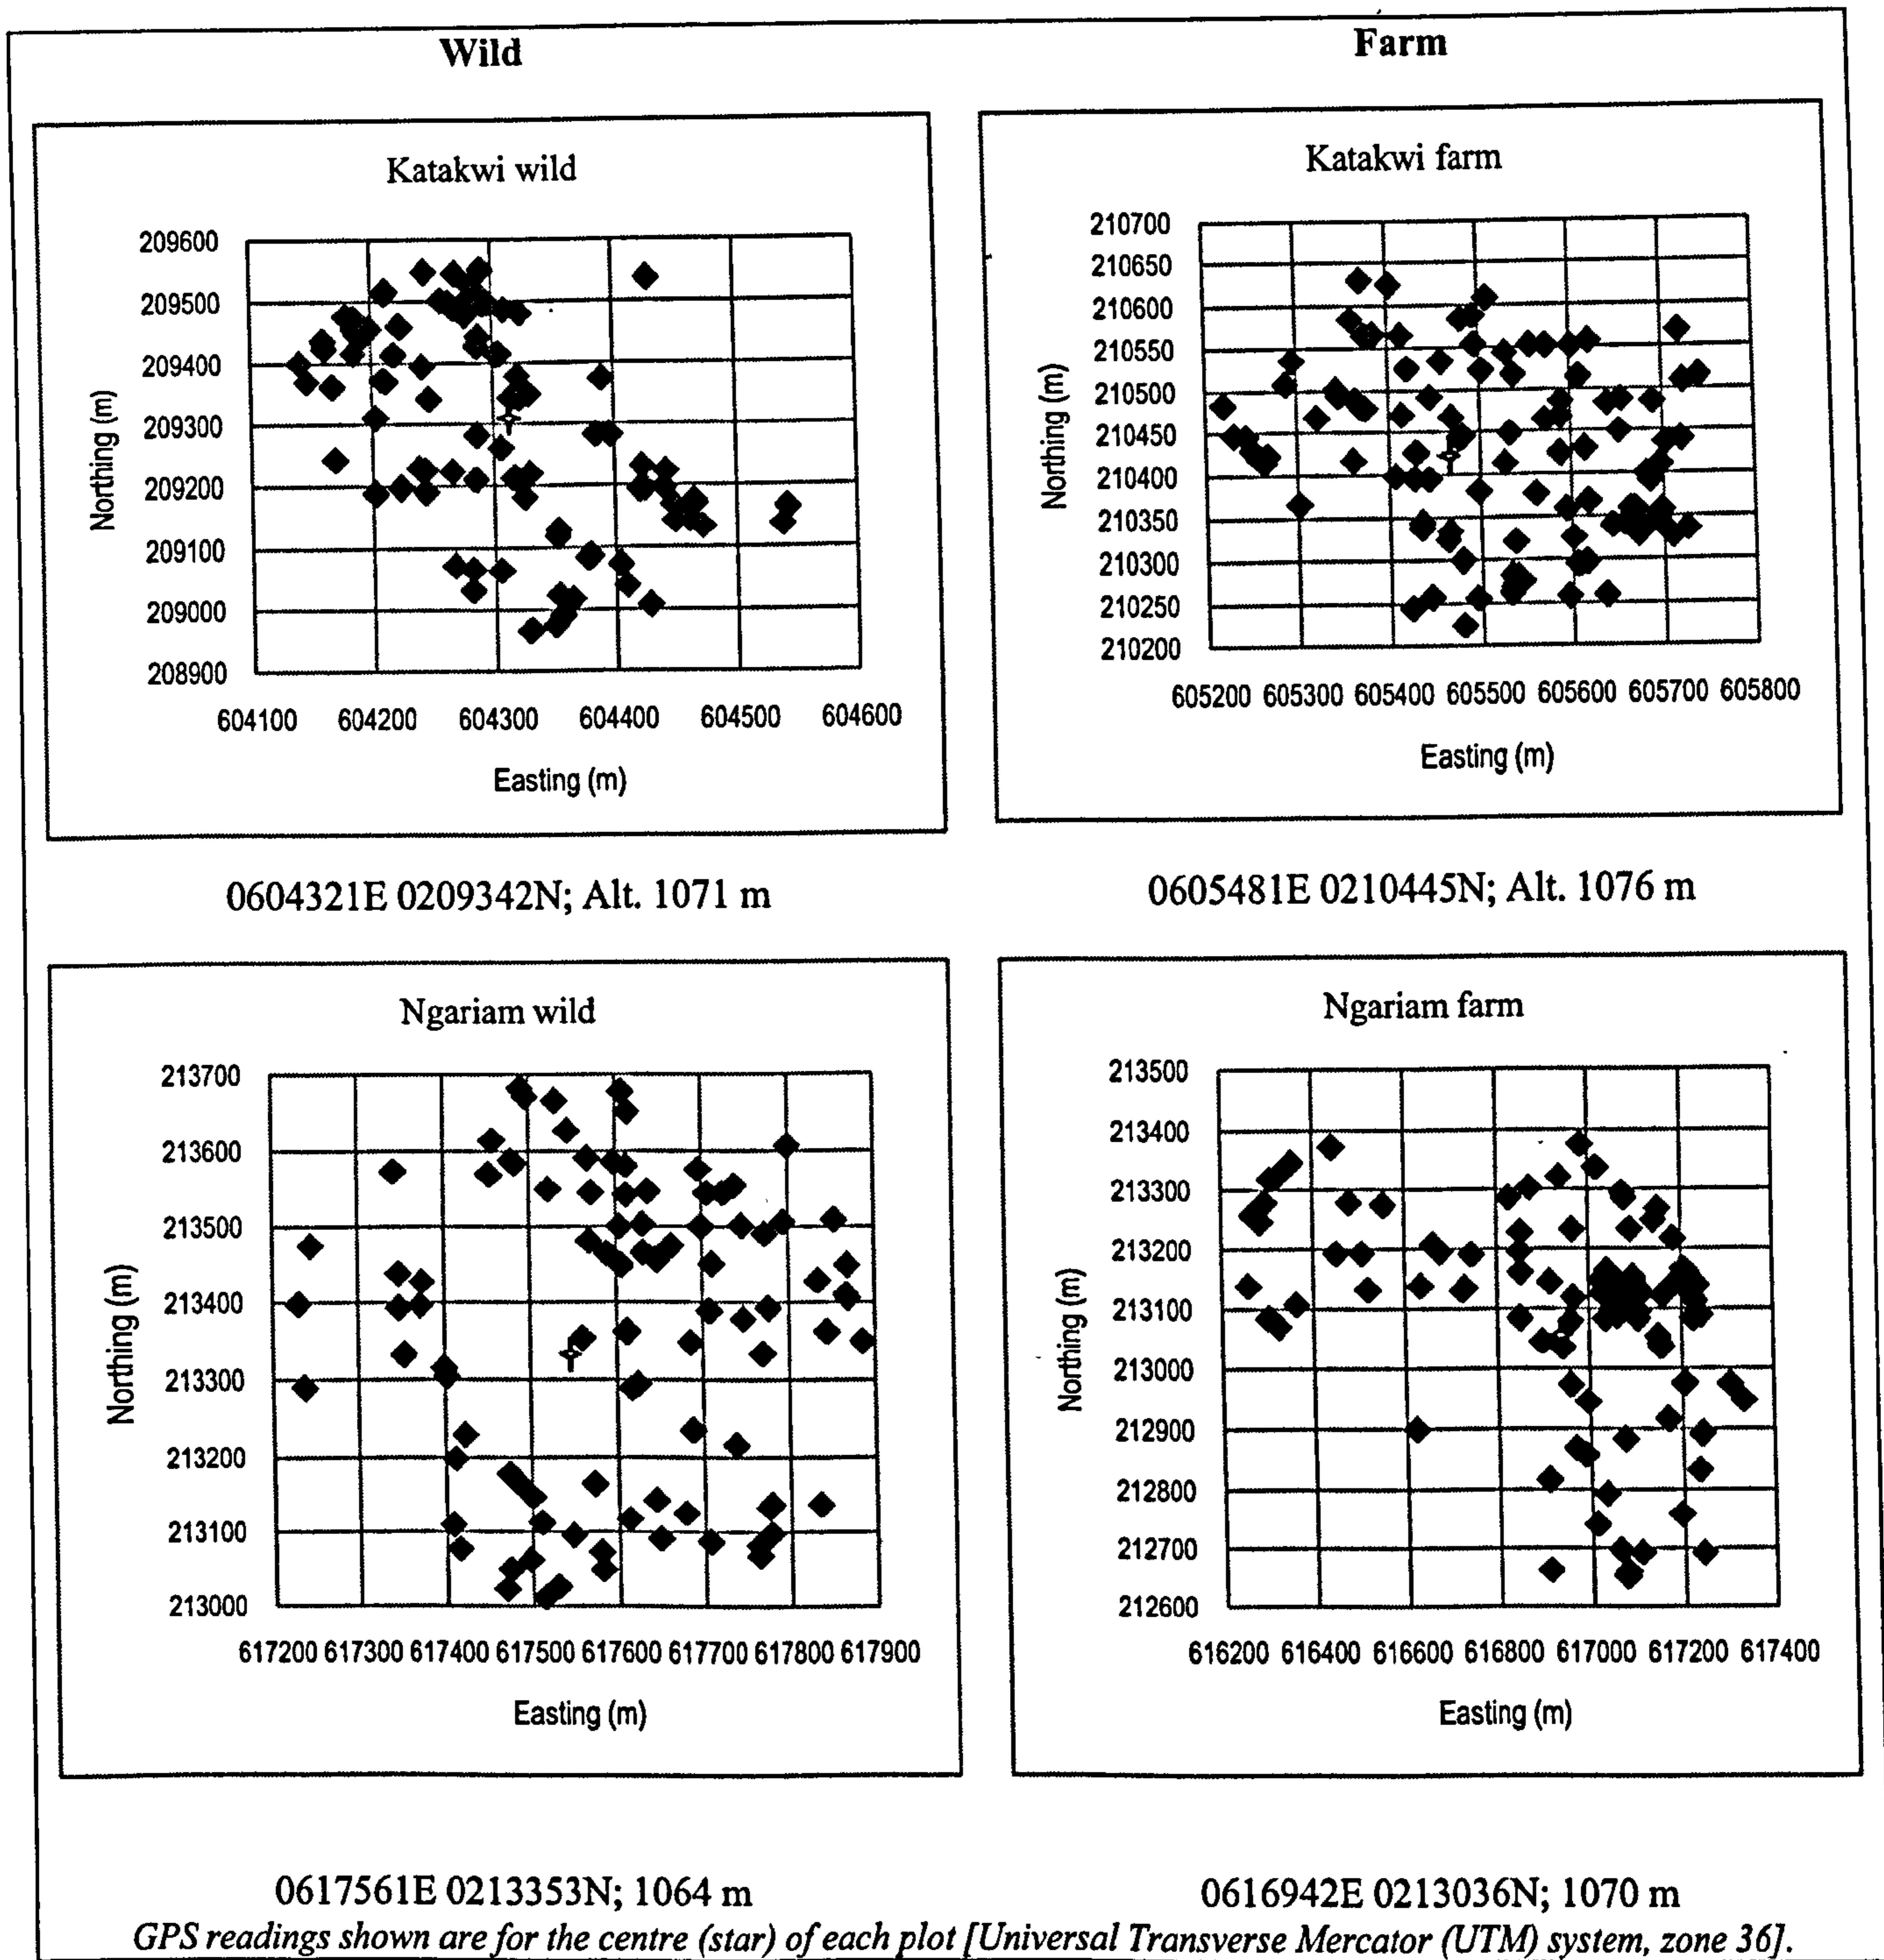 Wild Farm
Katakwi wild
209600
209500
209400
209300
209200
209100
209000
208900
Northing (m)
604100 604200 604300 604400 604500 604600
Easting (m)
Katakwi farm
210700
210650
210600
210550
210500
210450
210400
210350
210300
210250
210200
Northing (m)
605200 605300 605400 605500 605600 605700 605800
Easting (m)
0604321E 0209342N; Alt. 1071 m
0605481E 0210445N; Alt. 1076 m
Ngariam wild
213700
213600
213500
213400
213300
213200
213100
213000
Northing (m)
617200 617300 617400 617500 617600 617700 617800 617900
Easting (m)
Ngariam farm
213500
213400
213300
213200
213100
213000
212900
212800
212700
212600
Northing (m)
616200 616400 616600 616800 617000 617200 617400
Easting (m)
0617561E 0213353N; 1064 m
0616942E 0213036N; 1070 m
GPS readings shown are for the centre (star) of each plot [Universal Transverse Mercator (UTM) system, zone 36].